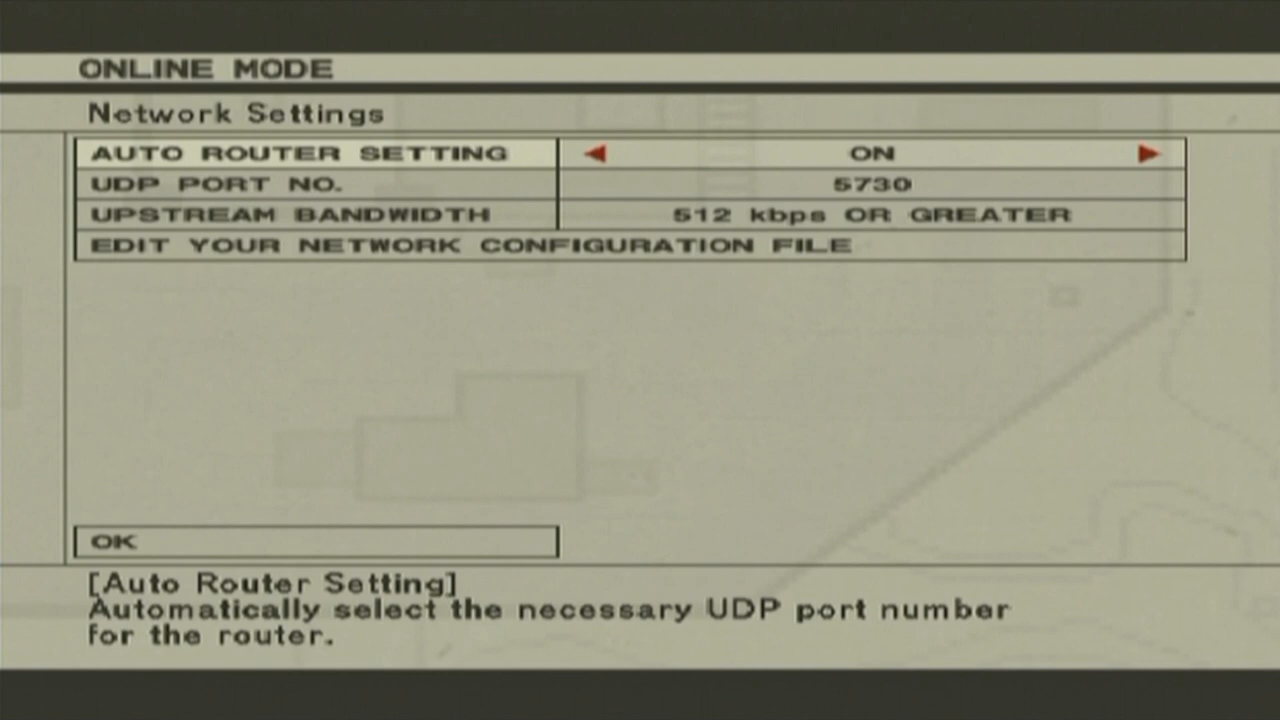 ONLINE MODE
Network Settings
AUTO ROUTER SETTING ON
UDP PORT NO. 5730
UPSTREAM BANDWIDTH 512 kbps OR GREATER
EDIT YOUR NETWORK CONFIGURATION FILE
OK
[Auto Router Setting]
Automatically select the necessary UDP port number
for the router.